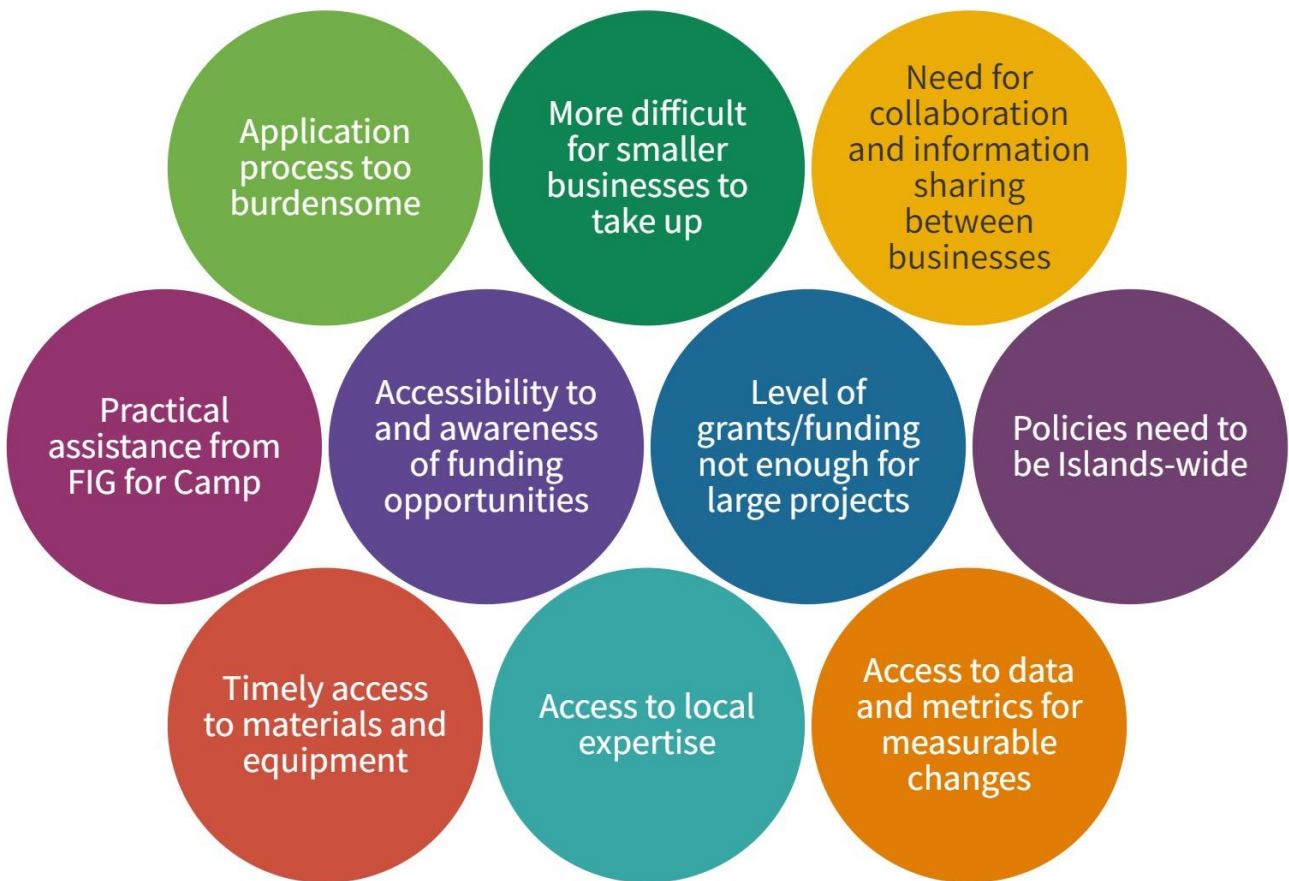 Application
process too
burdensome
More difficult
for smaller
businesses to
take up
Need for
collaboration
and information
sharing
between
businesses
Practical
assistance from
FIG for Camp
Accessibility to
and awareness
of funding
opportunities
Level of
grants/funding
not enough for
large projects
Policies need to
be Islands-wide
Timely access
to materials and
equipment
Access to local
expertise
Access to data
and metrics for
measurable
changes